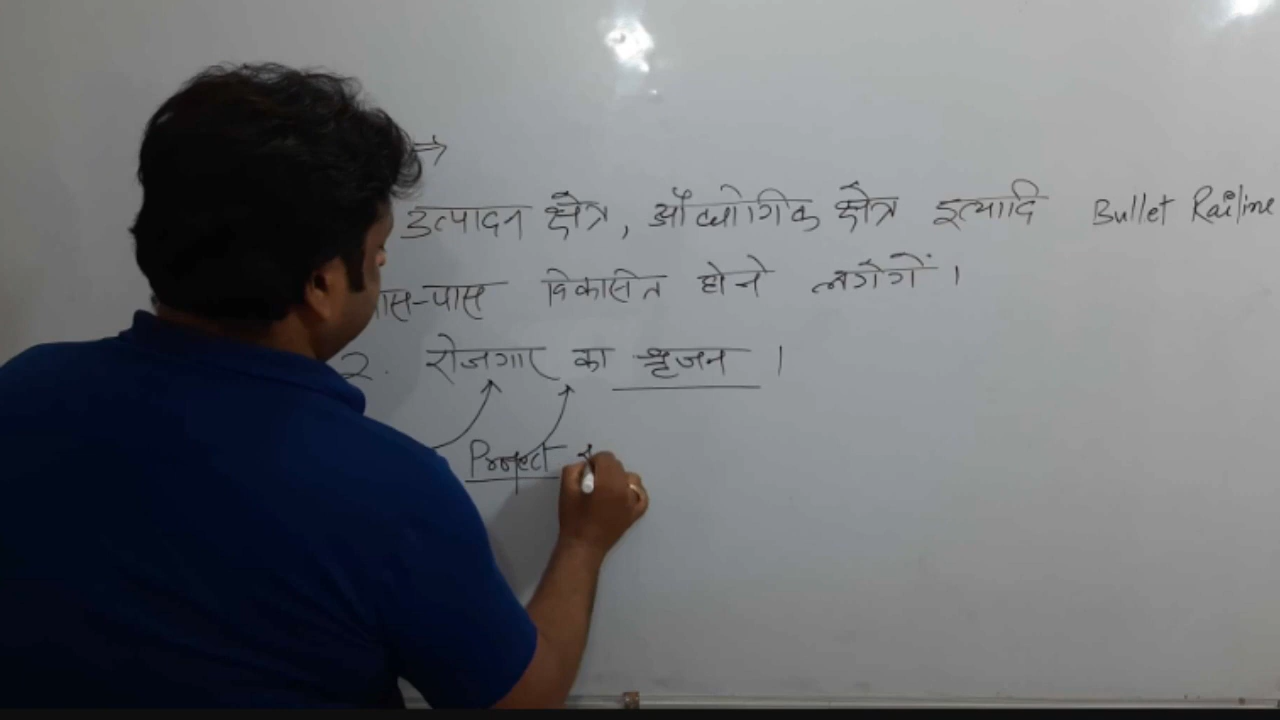 →
उत्पादन क्षेत्र, औद्योगिक क्षेत्र इत्यादि Bullet Railine
पास विकसित होने लगेगें ।
2. रोजगार का शृजन ।
Project